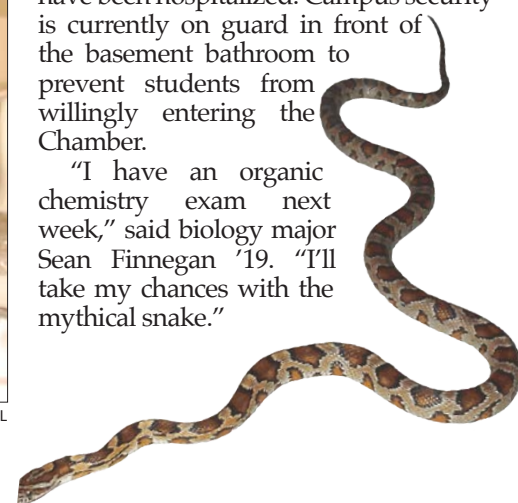 have been hospitalized. Campus security
is currently on guard in front of
the basement bathroom to
prevent students from
willingly entering the
Chamber.
“I have an organic
chemistry exam next
week,” said biology major
Sean Finnegan ’19. “I’ll
take my chances with the
mythical snake.”
L